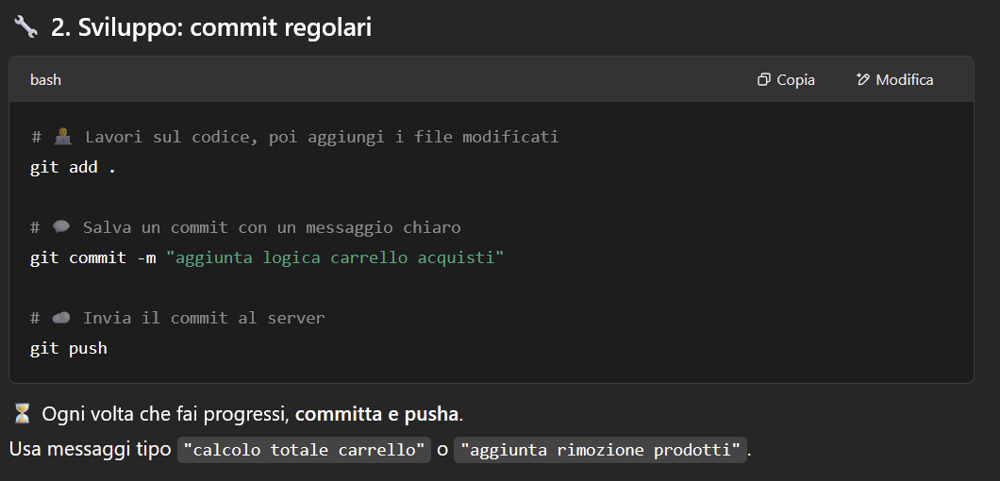 🔧 2. Sviluppo: commit regolari
bash Copia Modifica
# 👨‍💻 Lavori sul codice, poi aggiungi i file modificati
git add .
# 💬 Salva un commit con un messaggio chiaro
git commit -m "aggiunta logica carrello acquisti"
# ☁️ Invia il commit al server
git push
⏳ Ogni volta che fai progressi, committa e pusha.
Usa messaggi tipo "calcolo totale carrello" o "aggiunta rimozione prodotti".